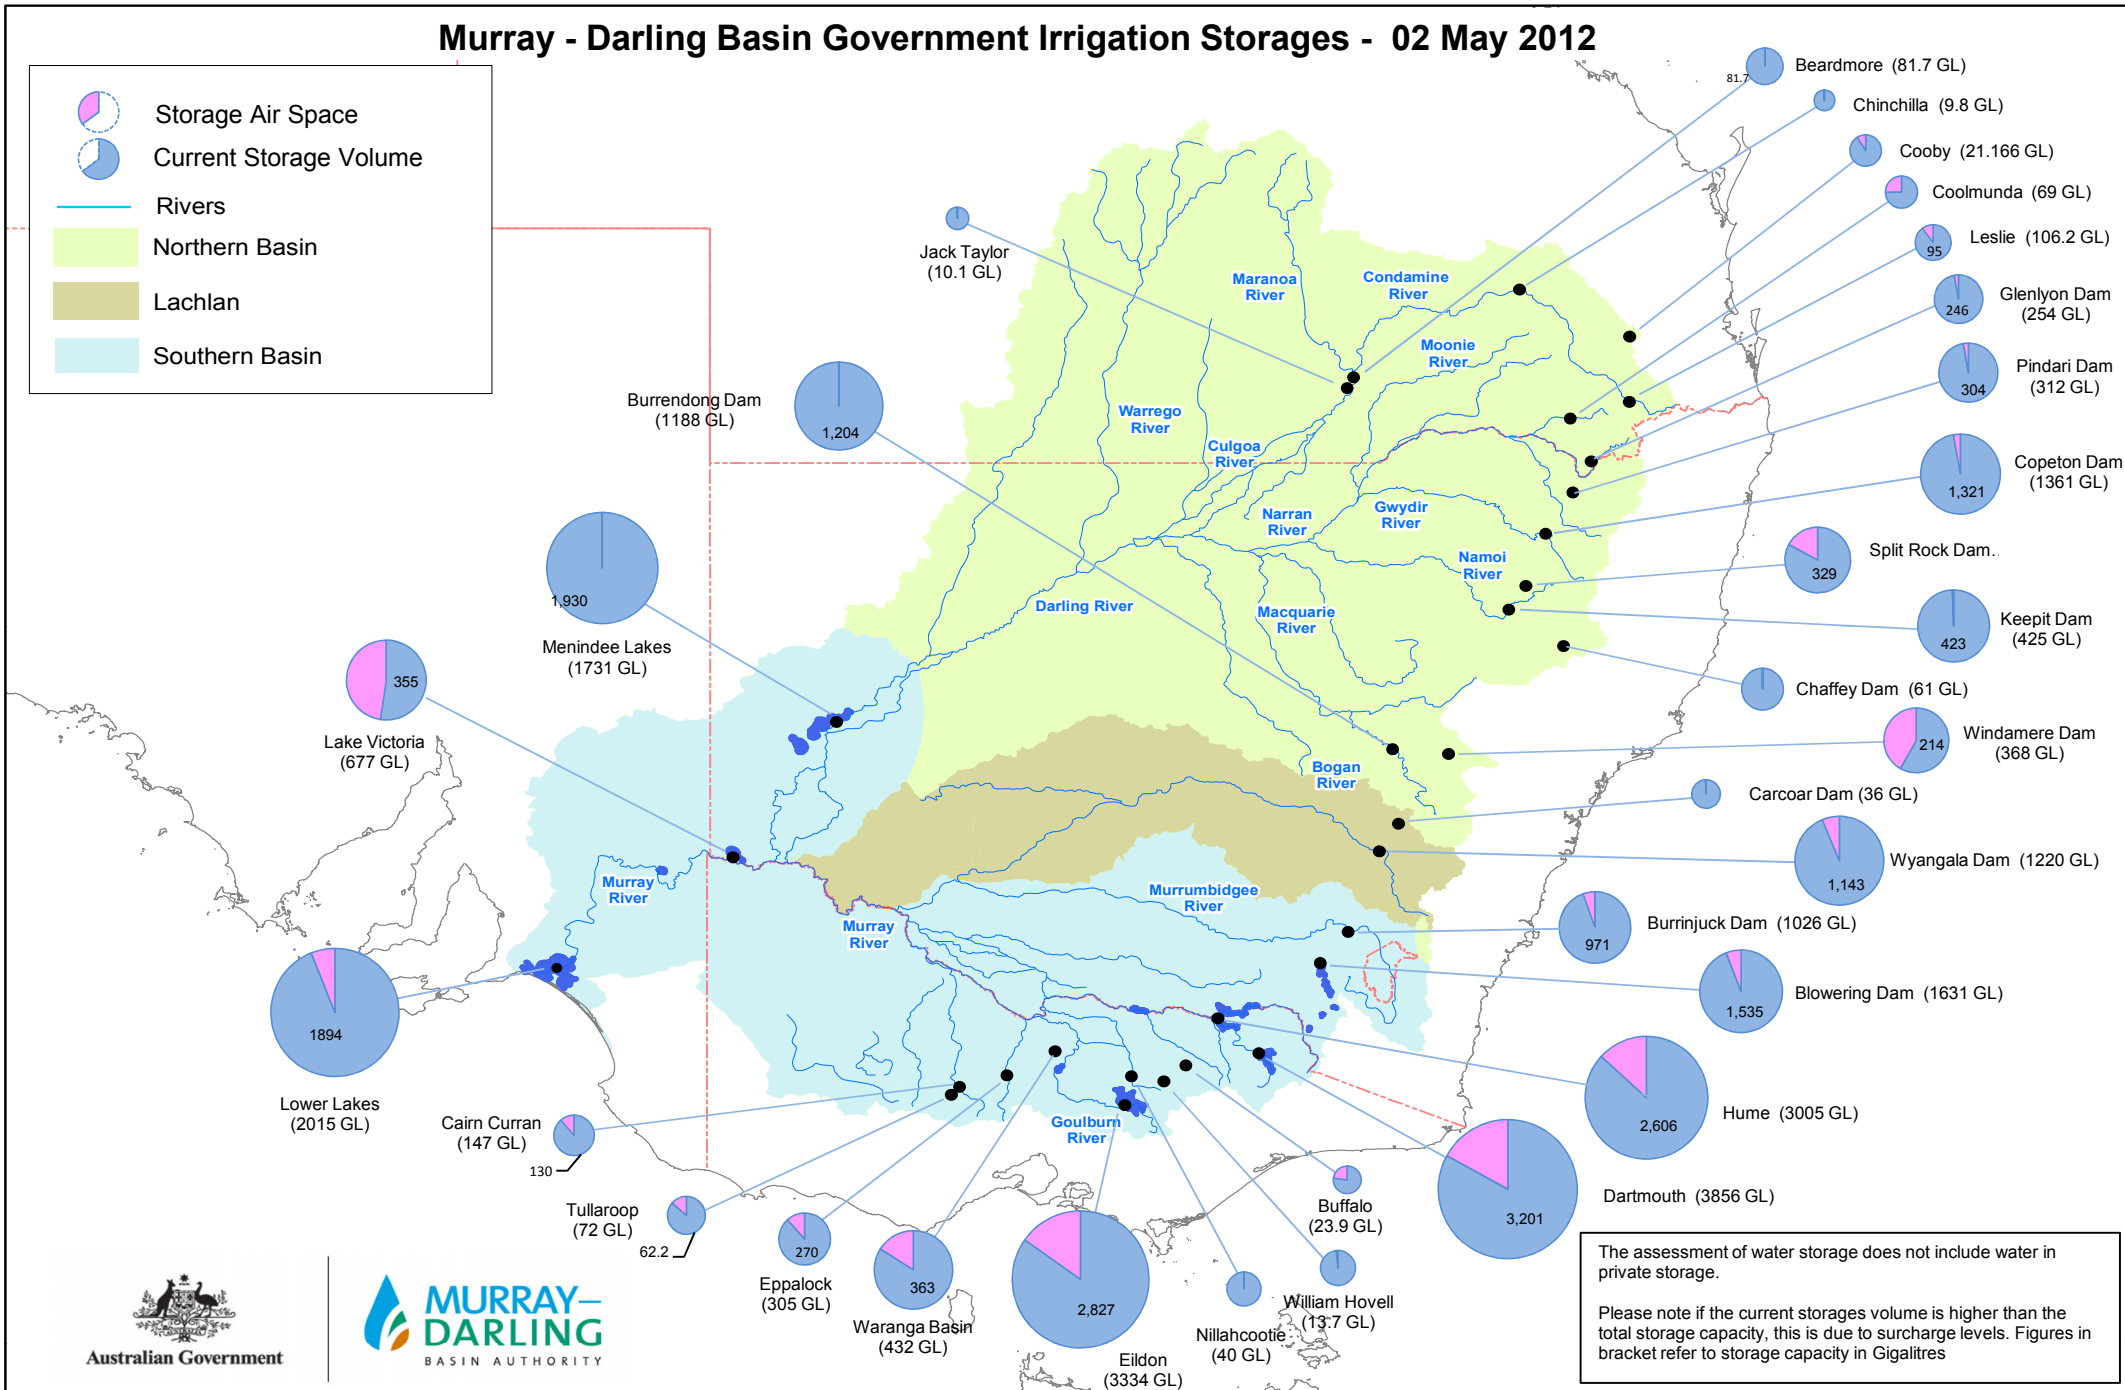 Murray - Darling Basin Government Irrigation Storages - 02 May 2012
Storage Air Space
Current Storage Volume
Rivers
Northern Basin
Lachlan
Southern Basin
81.7
Beardmore (81.7 GL)
Chinchilla (9.8 GL)
Cooby (21.166 GL)
Coolmunda (69 GL)
95
Leslie (106.2 GL)
246
Glenlyon Dam
(254 GL)
304
Pindari Dam
(312 GL)
1,321
Copeton Dam
(1361 GL)
329
Split Rock Dam..
423
Keepit Dam
(425 GL)
Chaffey Dam (61 GL)
214
Windamere Dam
(368 GL)
Carcoar Dam (36 GL)
1,143
Wyangala Dam (1220 GL)
971
Burrinjuck Dam (1026 GL)
1,535
Blowering Dam (1631 GL)
2,606
Hume (3005 GL)
3,201
Dartmouth (3856 GL)
Jack Taylor
(10.1 GL)
Burrendong Dam
(1188 GL)
1,204
1,930
Menindee Lakes
(1731 GL)
355
Lake Victoria
(677 GL)
1894
Lower Lakes
(2015 GL)
Cairn Curran
(147 GL)
130
Tullaroop
(72 GL)
62.2
270
Eppalock
(305 GL)
363
Waranga Basin
(432 GL)
2,827
Eildon
(3334 GL)
Nillahcootie
(40 GL)
William Hovell
(13.7 GL)
Buffalo
(23.9 GL)
Maranoa
River
Condamine
River
Moonie
River
Warrego
River
Culgoa
River
Narran
River
Gwydir
River
Namoi
River
Darling River
Macquarie
River
Bogan
River
Murrumbidgee
River
Murray
River
Murray
River
Goulburn
River
The assessment of water storage does not include water in
private storage.
Please note if the current storages volume is higher than the
total storage capacity, this is due to surcharge levels. Figures in
bracket refer to storage capacity in Gigalitres
Australian Government
MURRAY–
DARLING
BASIN AUTHORITY